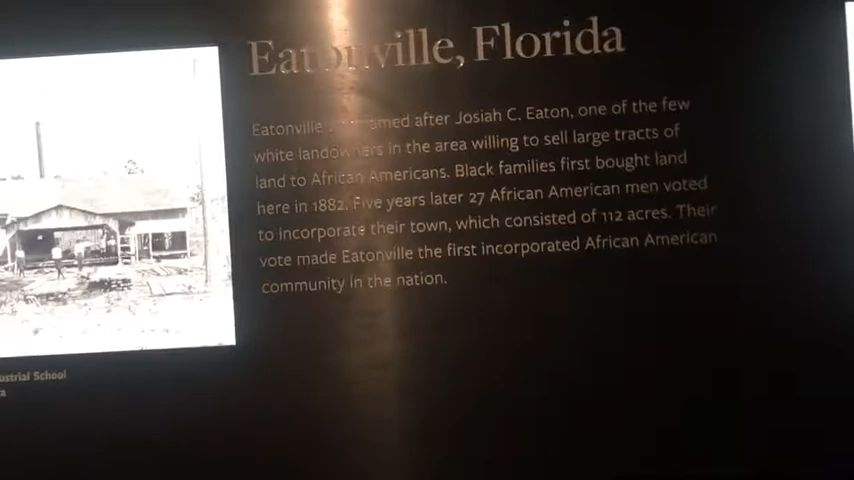 Eatonville, Florida
Eatonville named after Josiah C. Eaton, one of the few
white landowners in the area willing to sell large tracts of
land to African Americans. Black families first bought land
here in 1882. Five years later 27 African American men voted
to incorporate their town, which consisted of 112 acres. Their
vote made Eatonville the first incorporated African American
community in the nation.
ustrial School
a